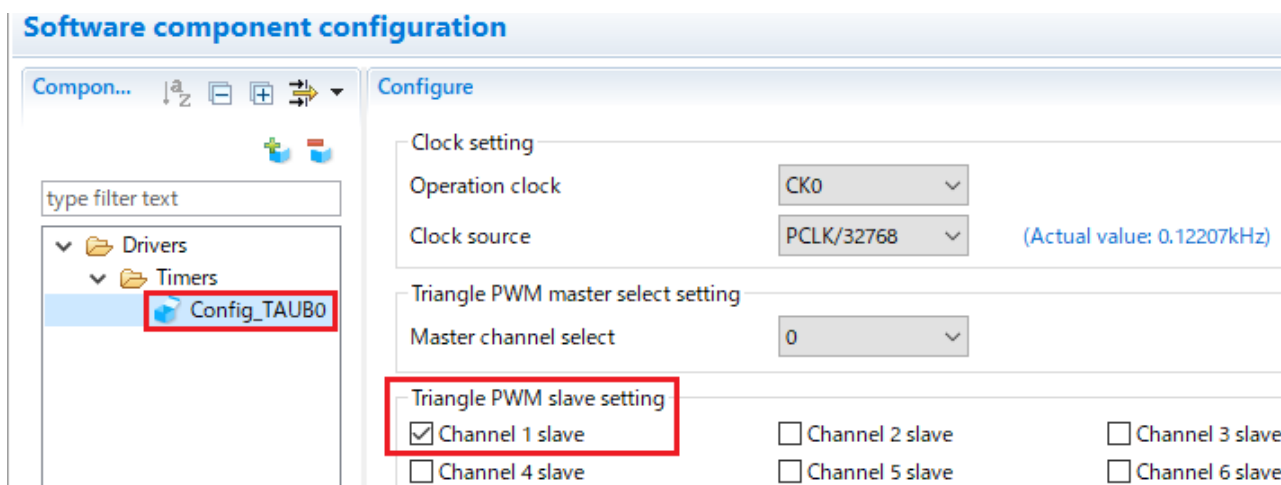 Software component configuration
Compon...
Configure
type filter text
Drivers
Timers
Config_TAUB0
Clock setting
Operation clock CK0
Clock source PCLK/32768 (Actual value: 0.12207kHz)
Triangle PWM master select setting
Master channel select 0
Triangle PWM slave setting
Channel 1 slave Channel 2 slave Channel 3 slave
Channel 4 slave Channel 5 slave Channel 6 slave